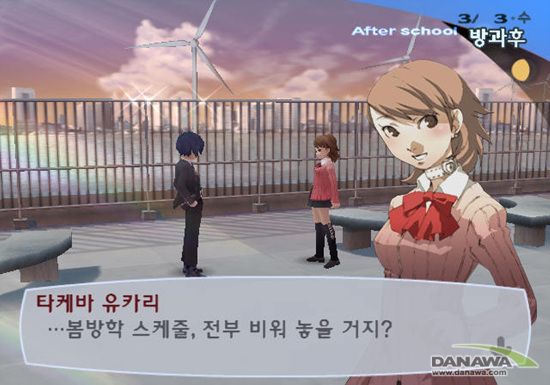 3/ 3·수
After school 방과후
타케바 유카리
…봄방학 스케줄, 전부 비워 놓을 거지?
DANAWA
www.danawa.com